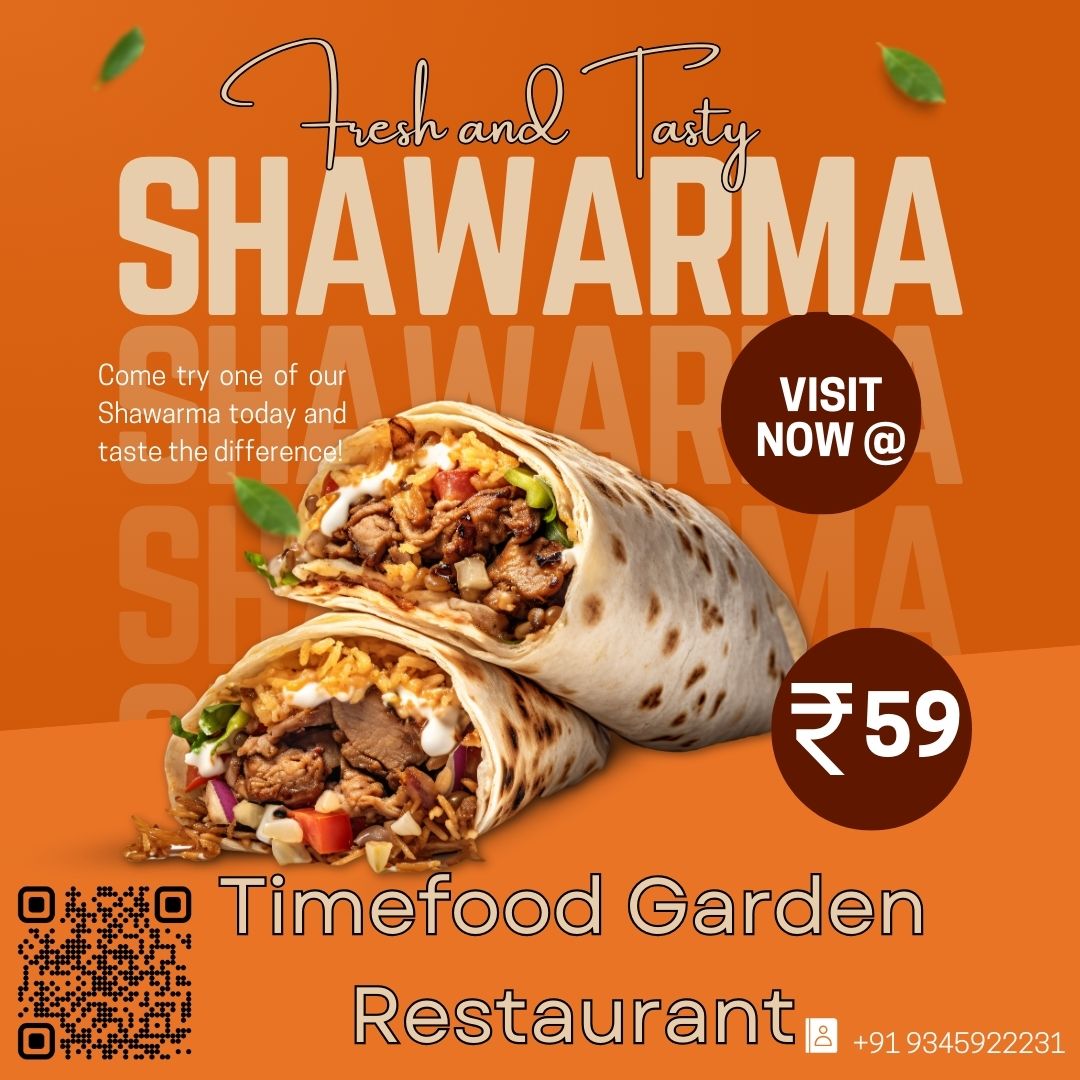 Fresh and Tasty
SHAWARMA
SHAWARMA
Come try one of our
Shawarma today and
taste the difference!
VISIT
NOW @
SHAWARMA
₹59
Timefood Garden
Restaurant
+91 9345922231